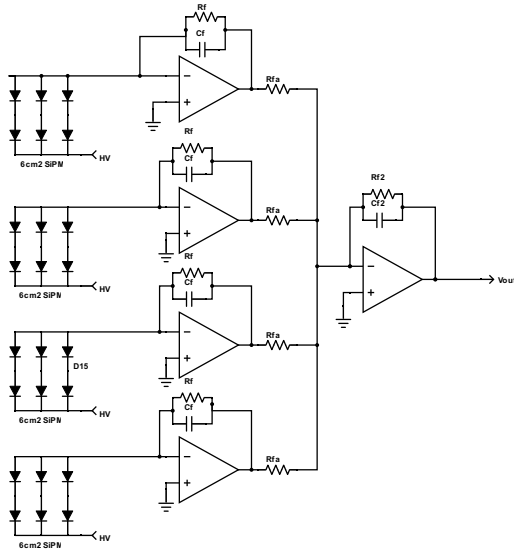 Rf
Cf
Rfa
HV
6cm2 SiPM
Rf
Cf
Rfa
HV
6cm2 SiPM
Rf2
Cf2
Vout
Rf
Cf
Rfa
D15
HV
6cm2 SiPM
Rf
Cf
Rfa
HV
6cm2 SiPM